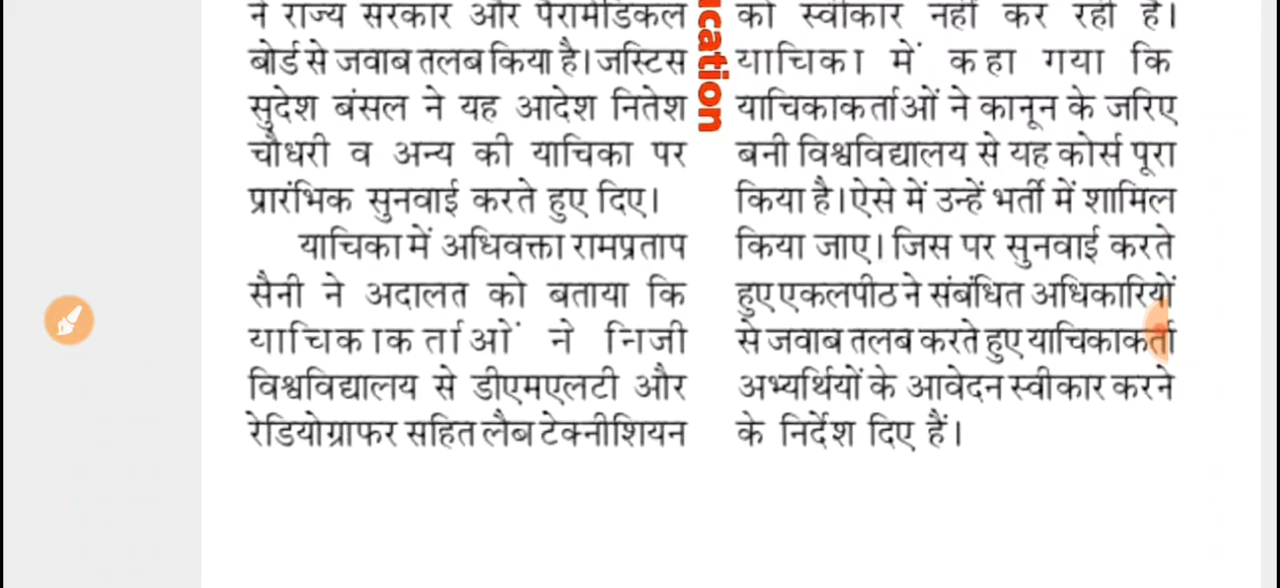 ने राज्य सरकार और पैरामेडिकल
बोर्ड से जवाब तलब किया है। जस्टिस
सुदेश बंसल ने यह आदेश नितेश
चौधरी व अन्य की याचिका पर
प्रारंभिक सुनवाई करते हुए दिए।
याचिका में अधिवक्ता रामप्रताप
सैनी ने अदालत को बताया कि
याचिकाकर्ताओं ने निजी
विश्वविद्यालय से डीएमएलटी और
रेडियोग्राफर सहित लैब टेक्नीशियन
ucation
को स्वीकार नहीं कर रही है।
याचिका में कहा गया कि
याचिकाकर्ताओं ने कानून के जरिए
बनी विश्वविद्यालय से यह कोर्स पूरा
किया है। ऐसे में उन्हें भर्ती में शामिल
किया जाए। जिस पर सुनवाई करते
हुए एकलपीठ ने संबंधित अधिकारियों
से जवाब तलब करते हुए याचिकाकर्ता
अभ्यर्थियों के आवेदन स्वीकार करने
के निर्देश दिए हैं।